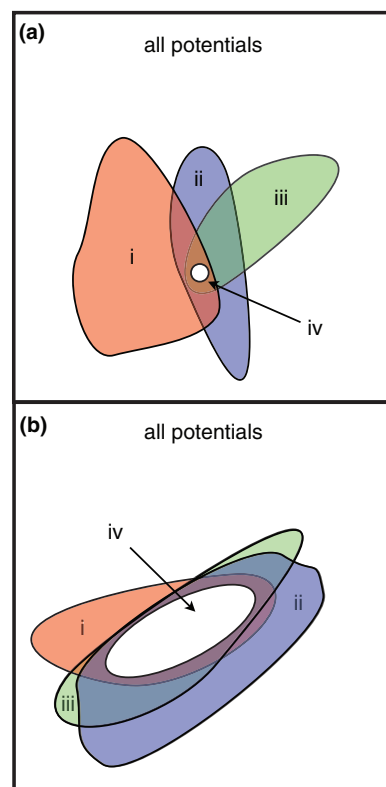 (a)
all potentials
ii
iii
i
iv
(b)
all potentials
iv
ii
i
iii